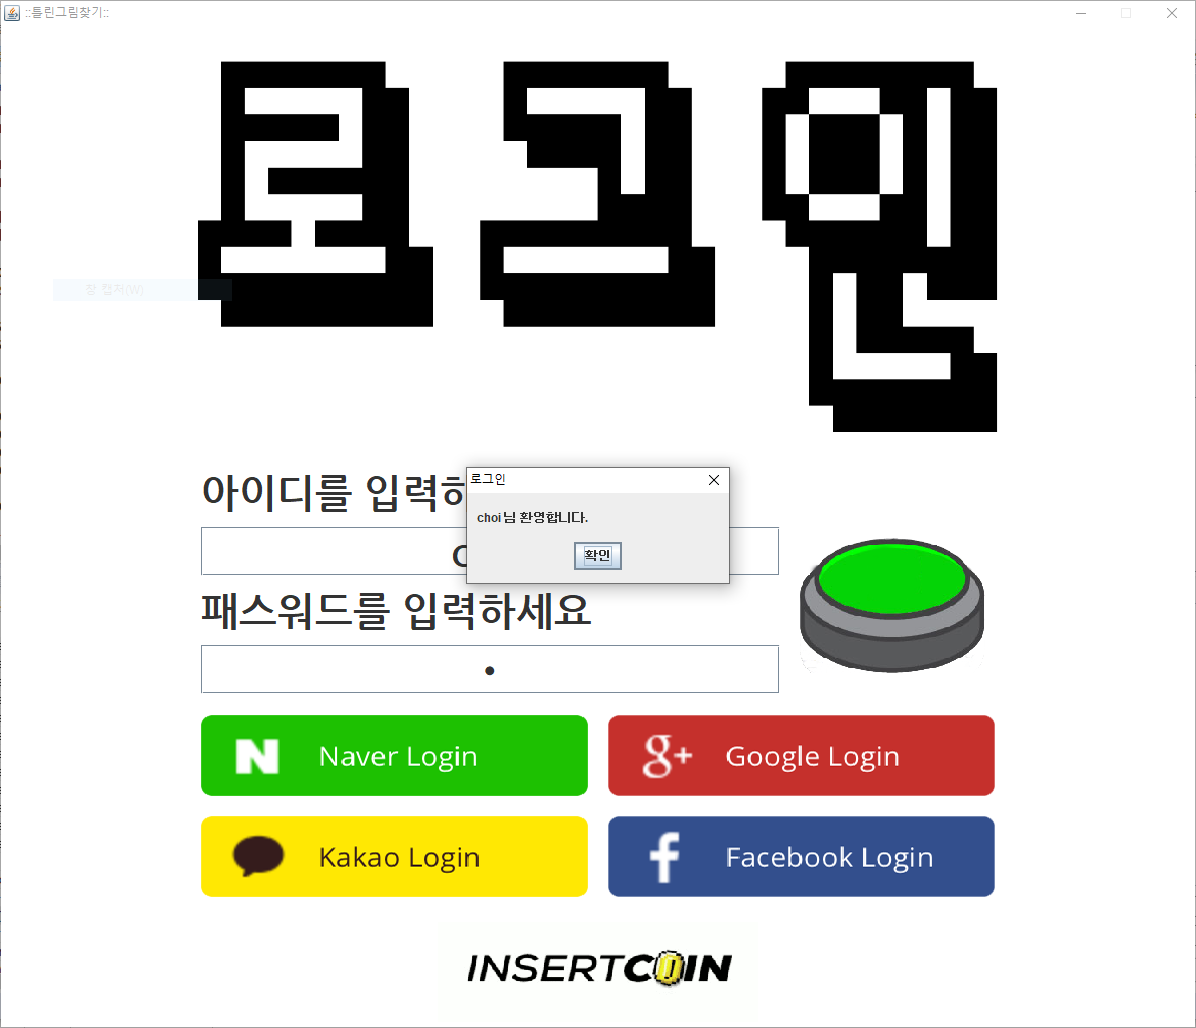 ::틀린그림찾기::
로그인
창 캡처(W)
아이디를 입력하
로그인
choi 님 환영합니다.
확인
패스워드를 입력하세요
•
N Naver Login
g+ Google Login
Kakao Login
f Facebook Login
INSERTCOIN